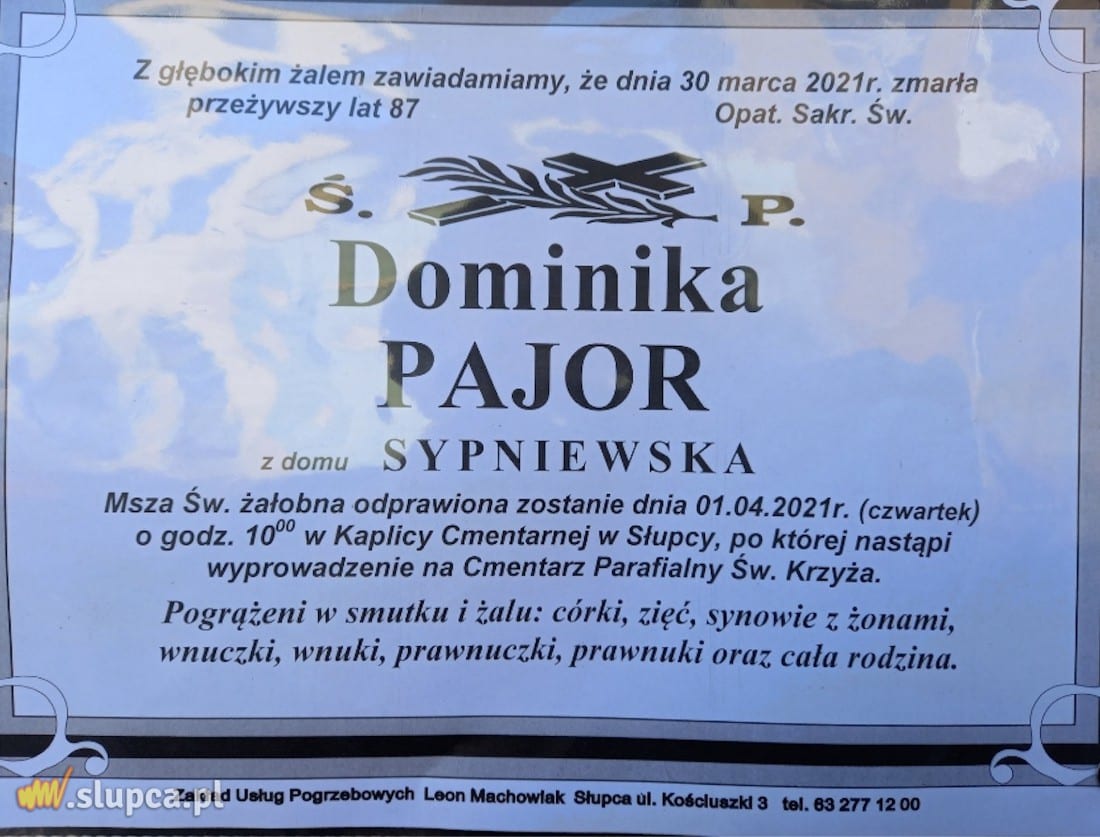 Z głębokim żalem zawiadamiamy, że dnia 30 marca 2021r. zmarła
przeżywszy lat 87 Opat. Sakr. Św.
Ś. P.
Dominika
PAJOR
z domu SYPNIEWSKA
Msza Św. żałobna odprawiona zostanie dnia 01.04.2021r. (czwartek)
o godz. 10⁰⁰ w Kaplicy Cmentarnej w Słupcy, po której nastąpi
wyprowadzenie na Cmentarz Parafialny Św. Krzyża.
Pogrążeni w smutku i żalu: córki, zięć, synowie z żonami,
wnuczki, wnuki, prawnuczki, prawnuki oraz cała rodzina.
Zakład Usług Pogrzebowych Leon Machowiak Słupca ul. Kościuszki 3 tel. 63 277 12 00
.slupca.pl